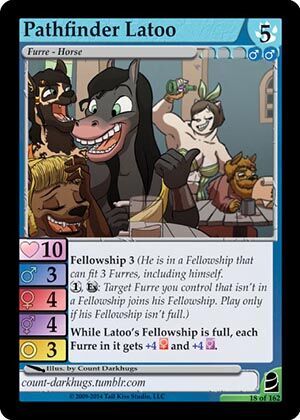 Pathfinder Latoo 5
Furre - Horse
10
3
4
4
3
Fellowship 3 (He is in a Fellowship that
can fit 3 Furres, including himself.
1, : Target Furre you control that isn't in
a Fellowship joins his Fellowship. Play only
if his Fellowship isn't full.)
While Latoo's Fellowship is full, each
Furre in it gets +4 and +4 .
Illus. by Count Darkhugs
count-darkhugs.tumblr.com
© 2009-2014 Tail Kiss Studio, LLC
18 of 162